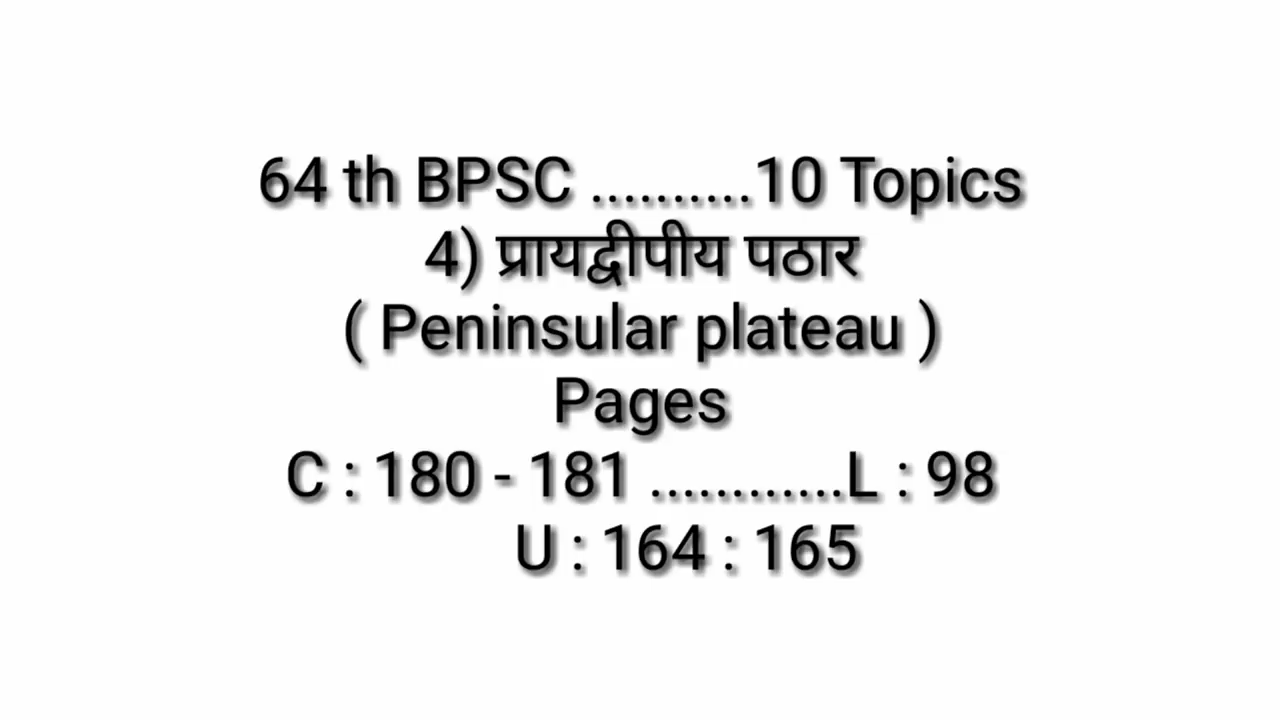 64 th BPSC ..........10 Topics
4) प्रायद्वीपीय पठार
( Peninsular plateau )
Pages
C : 180 - 181 ............L : 98
U : 164 : 165